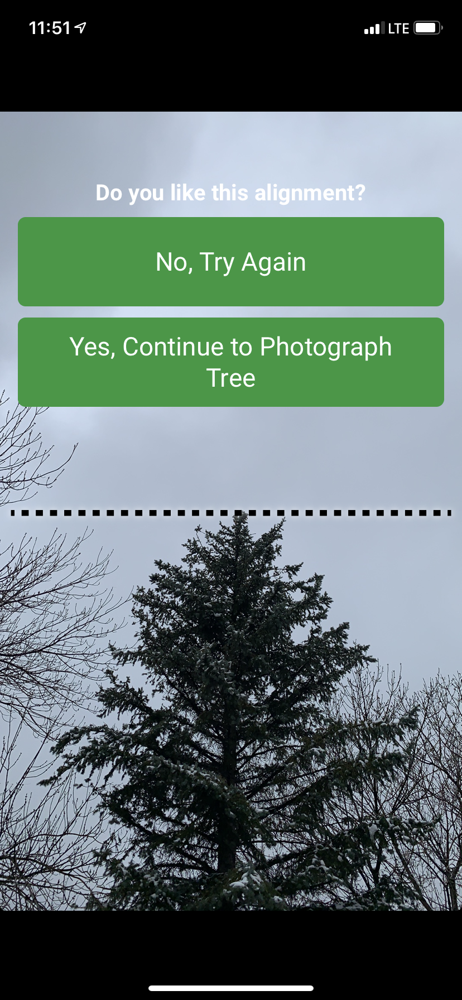 11:51
LTE
Do you like this alignment?
No, Try Again
Yes, Continue to Photograph
Tree